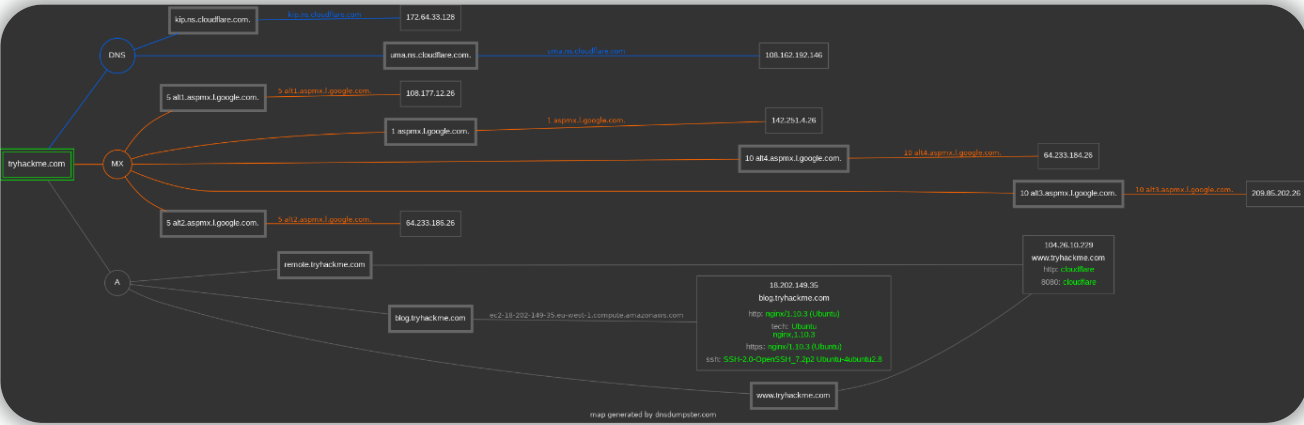 kip.ns.cloudflare.com.
kip.ns.cloudflare.com.
172.64.33.128
DNS
uma.ns.cloudflare.com.
uma.ns.cloudflare.com.
108.162.192.146
5 alt1.aspmx.l.google.com.
5 alt1.aspmx.l.google.com.
108.177.12.26
1 aspmx.l.google.com.
1 aspmx.l.google.com.
142.251.4.26
tryhackme.com
MX
10 alt4.aspmx.l.google.com.
10 alt4.aspmx.l.google.com.
64.233.184.26
10 alt3.aspmx.l.google.com.
10 alt3.aspmx.l.google.com.
209.85.202.26
5 alt2.aspmx.l.google.com.
5 alt2.aspmx.l.google.com.
64.233.186.26
A
remote.tryhackme.com
104.26.10.229
www.tryhackme.com
http: cloudflare
8080: cloudflare
blog.tryhackme.com
ec2-18-202-149-35.eu-west-1.compute.amazonaws.com
18.202.149.35
blog.tryhackme.com
http: nginx/1.10.3 (Ubuntu)
tech: Ubuntu
nginx,1.10.3
https: nginx/1.10.3 (Ubuntu)
ssh: SSH-2.0-OpenSSH_7.2p2 Ubuntu-4ubuntu2.8
www.tryhackme.com
map generated by dnsdumpster.com